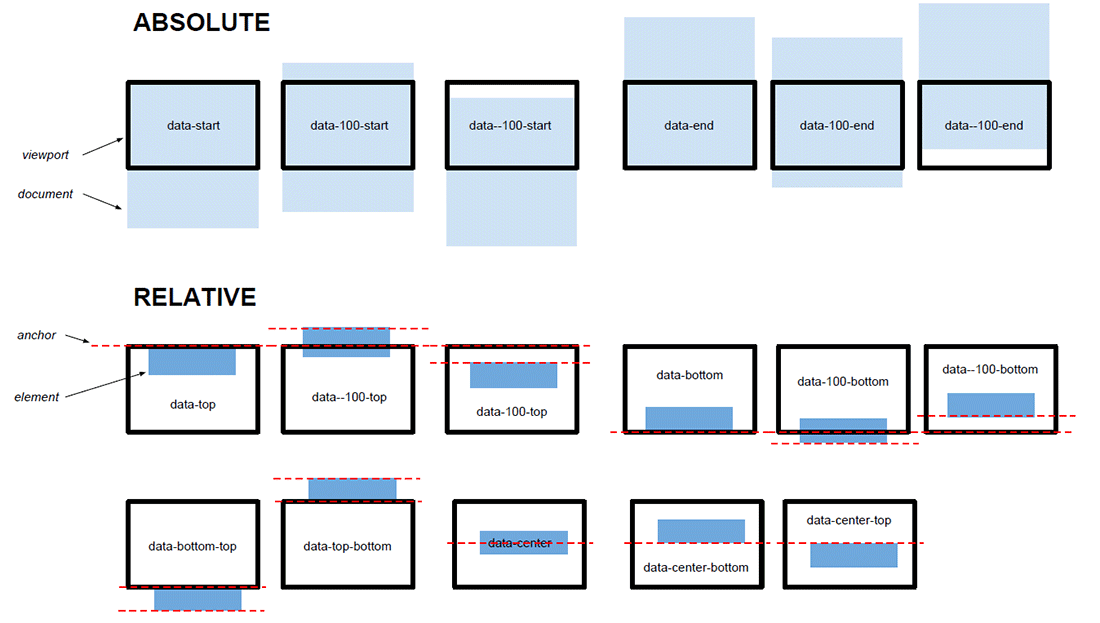 ABSOLUTE
data-start
data-100-start
data--100-start
data-end
data-100-end
data--100-end
viewport
document
RELATIVE
anchor
element
data-top
data--100-top
data-100-top
data-bottom
data-100-bottom
data--100-bottom
data-bottom-top
data-top-bottom
data-center
data-center-bottom
data-center-top